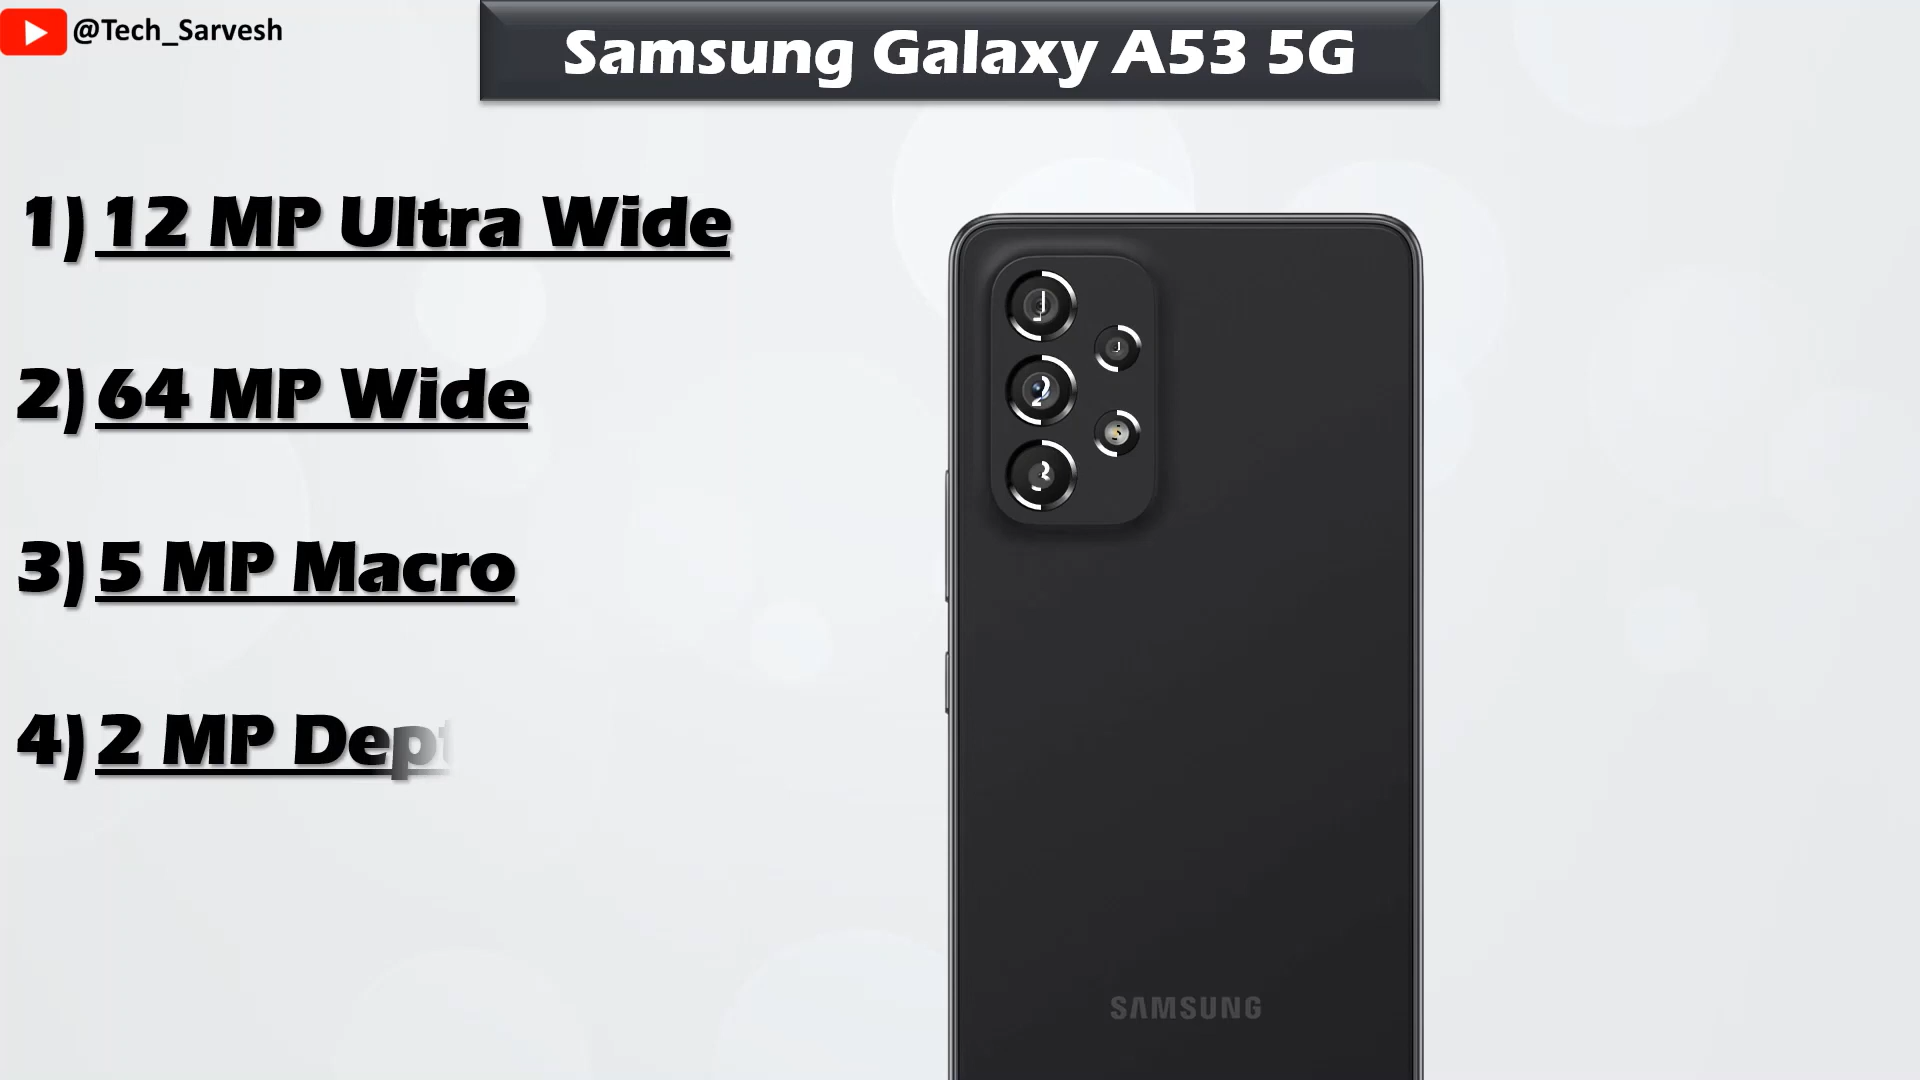 @Tech_Sarvesh
Samsung Galaxy A53 5G
1) 12 MP Ultra Wide
2) 64 MP Wide
3) 5 MP Macro
4) 2 MP Dept
SAMSUNG